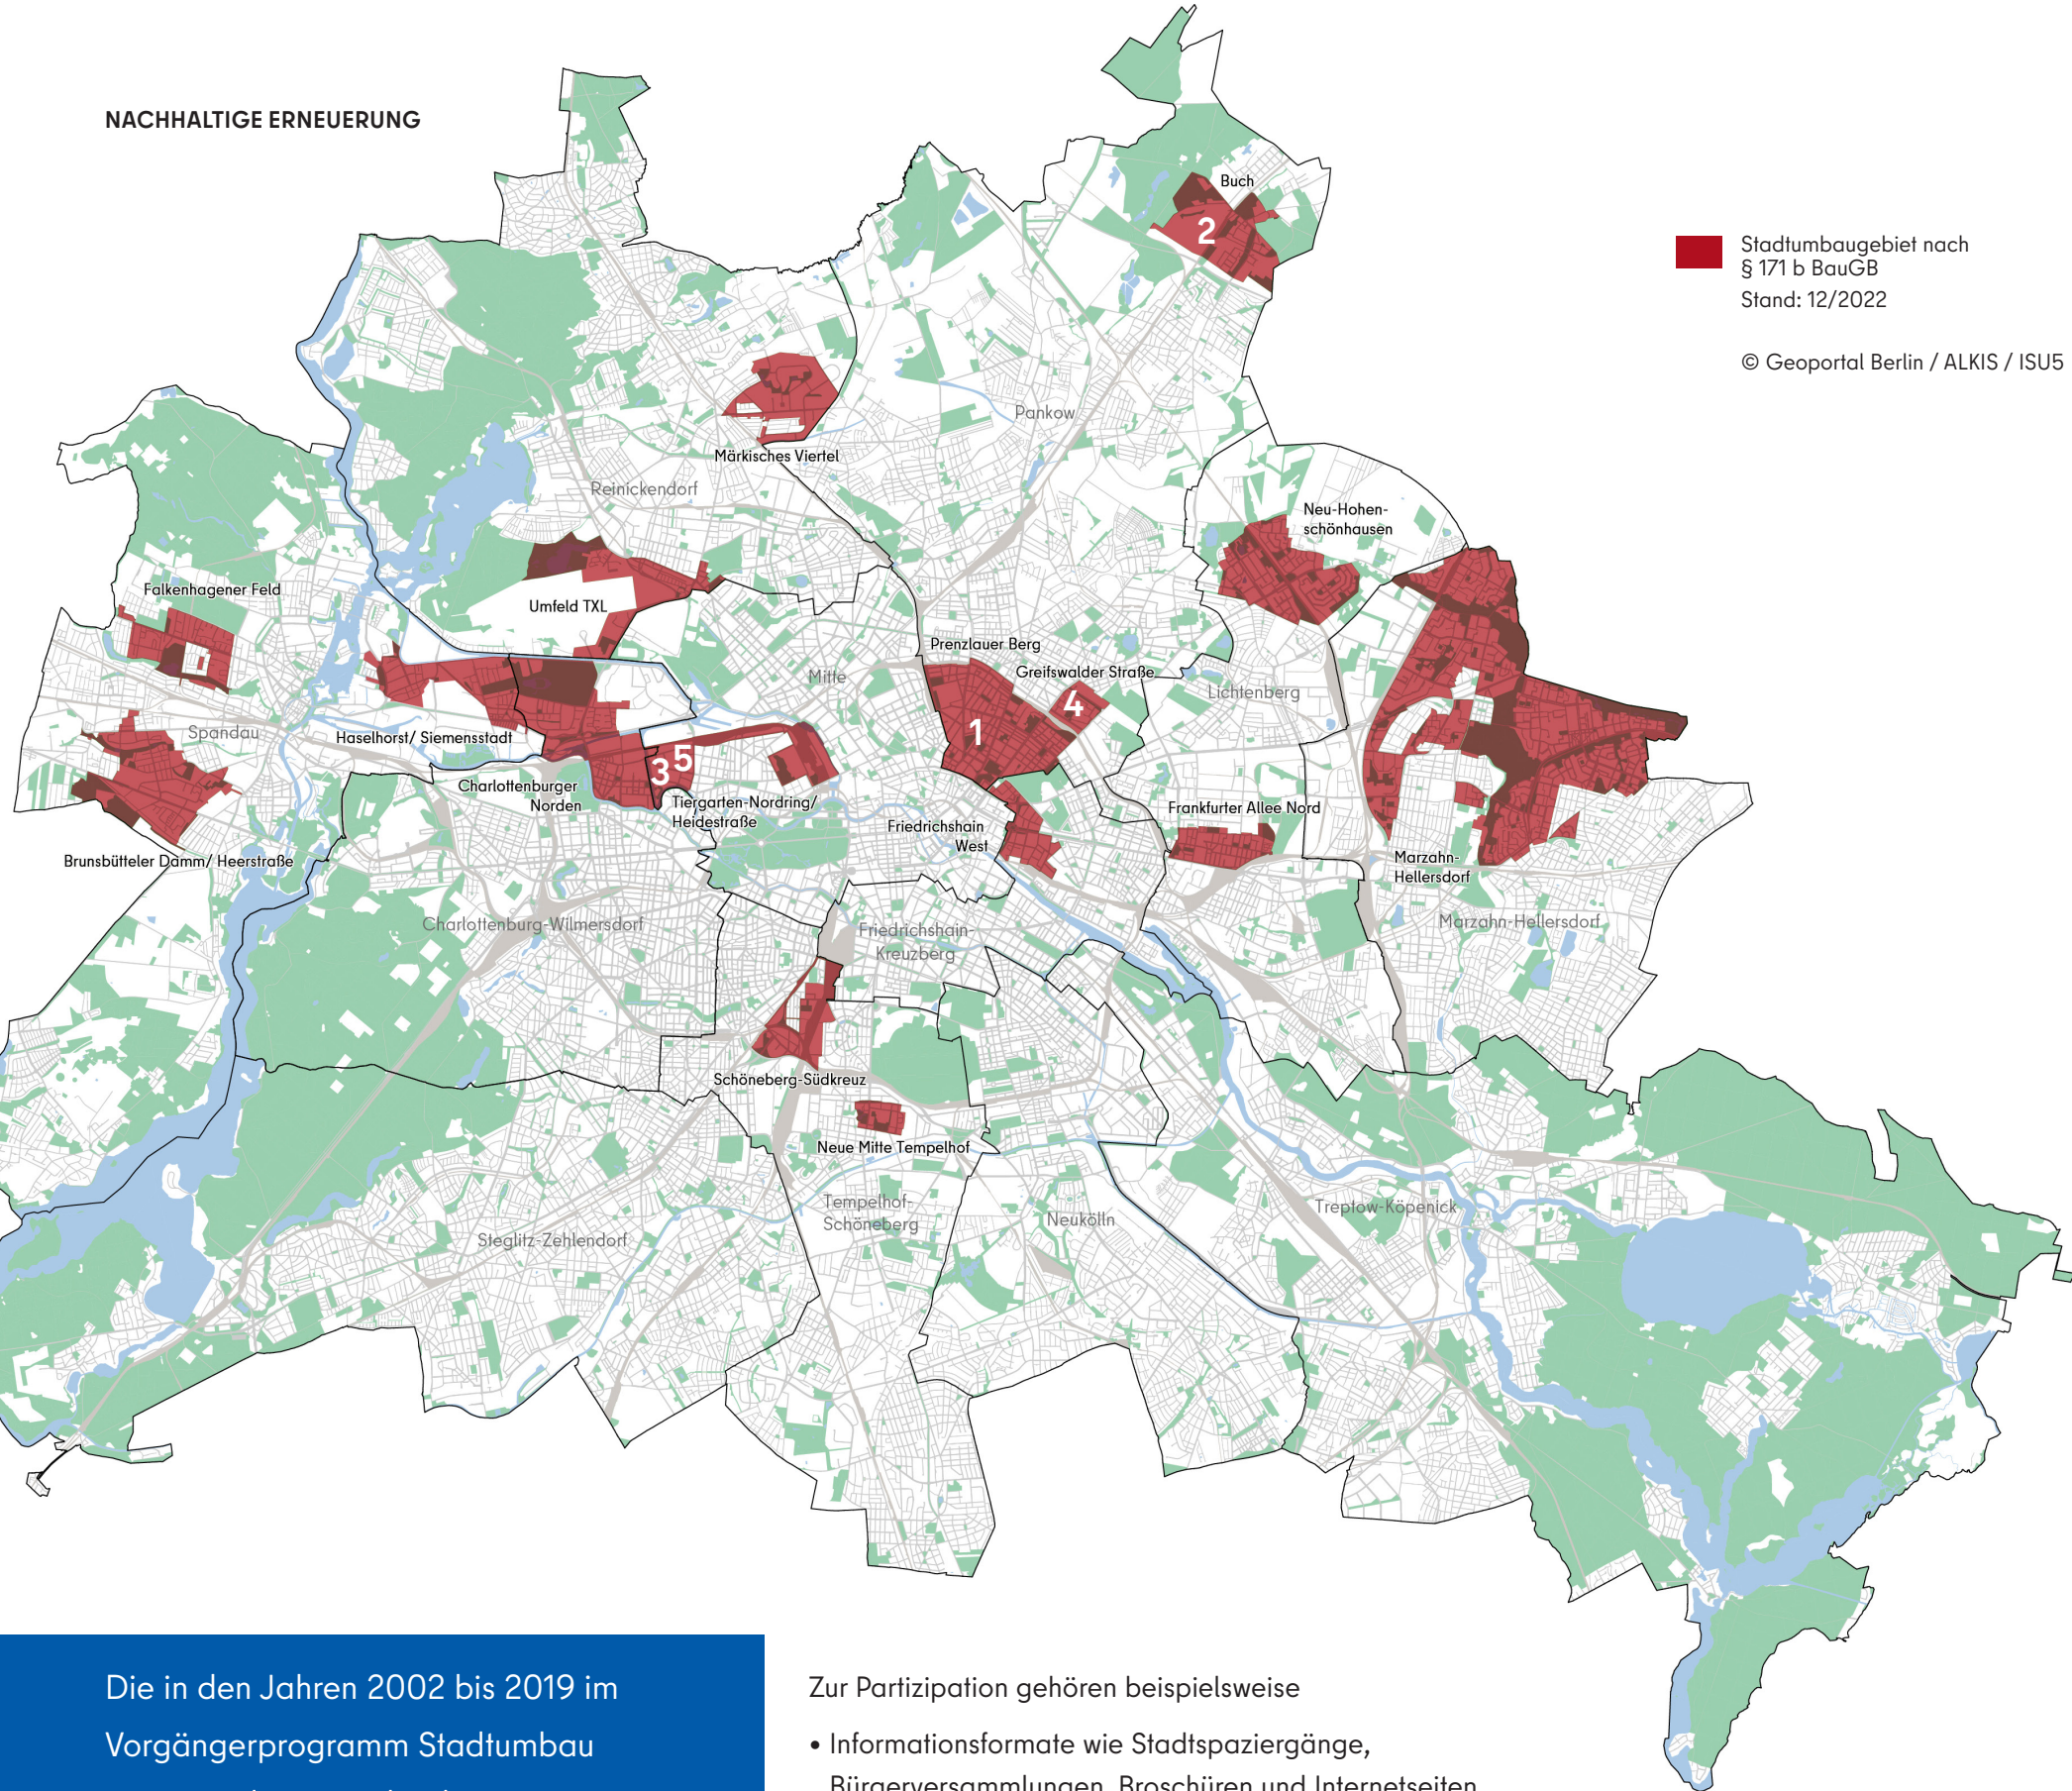 NACHHALTIGE ERNEUERUNG
Stadtumbaugebiet nach
§ 171 b BauGB
Stand: 12/2022
© Geoportal Berlin / ALKIS / ISU5
Buch
2
Pankow
Märkisches Viertel
Reinickendorf
Neu-Hohen-
schönhausen
Falkenhagener Feld
Umfeld TXL
Prenzlauer Berg
Greifswalder Straße
Mitte
Lichtenberg
4
1
Spandau
Haselhorst/ Siemensstadt
3
5
Charlottenburger
Norden
Tiergarten-Nordring/
Heidestraße
Frankfurter Allee Nord
Friedrichshain
West
Brunsbütteler Damm/ Heerstraße
Marzahn-
Hellersdorf
Charlottenburg-Wilmersdorf
Friedrichshain-
Kreuzberg
Marzahn-Hellersdorf
Schöneberg-Südkreuz
Neue Mitte Tempelhof
Tempelhof-
Schöneberg
Neukölln
Treptow-Köpenick
Steglitz-Zehlendorf
Die in den Jahren 2002 bis 2019 im
Vorgängerprogramm Stadtumbau
Zur Partizipation gehören beispielsweise
• Informationsformate wie Stadtspaziergänge,
Bürgerversammlungen, Broschüren und Internetseiten